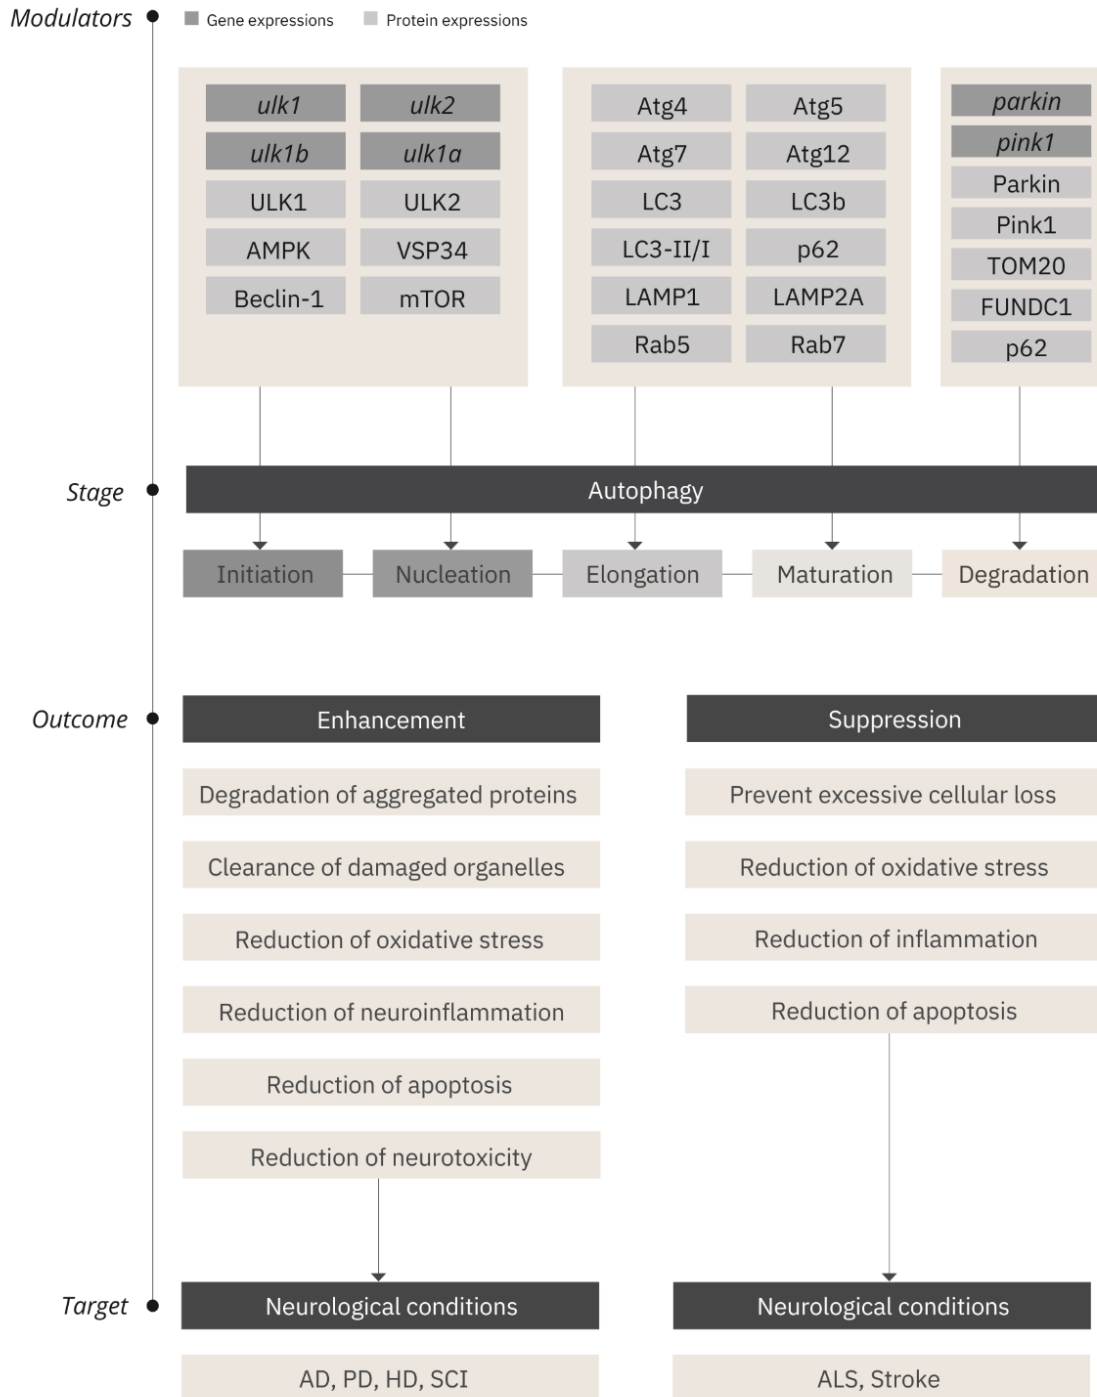 Modulators
Gene expressions
Protein expressions
ulk1
ulk2
ulk1b
ulk1a
ULK1
ULK2
AMPK
VSP34
Beclin-1
mTOR
Atg4
Atg5
Atg7
Atg12
LC3
LC3b
LC3-II/I
p62
LAMP1
LAMP2A
Rab5
Rab7
parkin
pink1
Parkin
Pink1
TOM20
FUNDC1
p62
Stage
Autophagy
Initiation
Nucleation
Elongation
Maturation
Degradation
Outcome
Enhancement
Degradation of aggregated proteins
Clearance of damaged organelles
Reduction of oxidative stress
Reduction of neuroinflammation
Reduction of apoptosis
Reduction of neurotoxicity
Suppression
Prevent excessive cellular loss
Reduction of oxidative stress
Reduction of inflammation
Reduction of apoptosis
Target
Neurological conditions
AD, PD, HD, SCI
Neurological conditions
ALS, Stroke